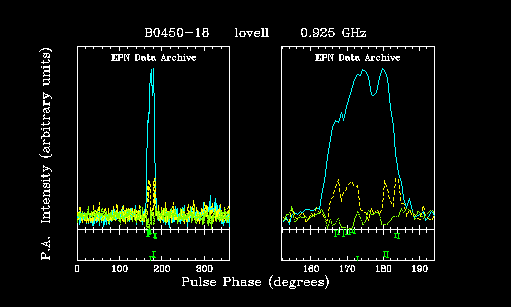 B0450-18 lovell 0.925 GHz
EPN Data Archive EPN Data Archive
Intensity (arbitrary units)
P.A.
0 100 200 300 160 170 180 190
Pulse Phase (degrees)